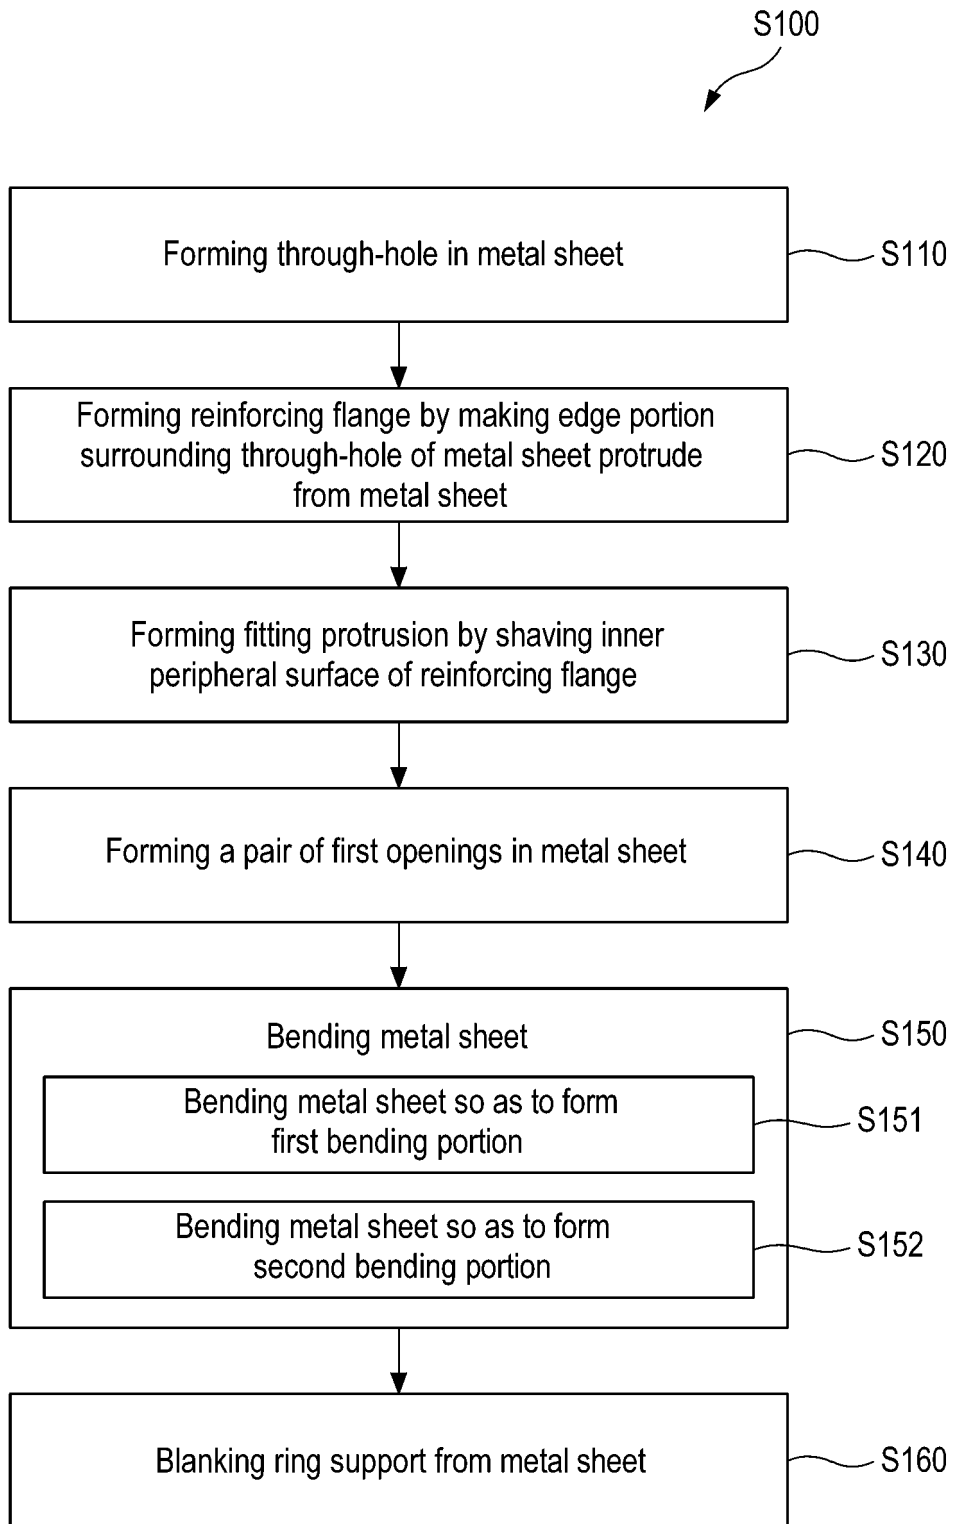 S100
Forming through-hole in metal sheet
S110
Forming reinforcing flange by making edge portion
surrounding through-hole of metal sheet protrude
from metal sheet
S120
Forming fitting protrusion by shaving inner
peripheral surface of reinforcing flange
S130
Forming a pair of first openings in metal sheet
S140
Bending metal sheet
S150
Bending metal sheet so as to form
first bending portion
S151
Bending metal sheet so as to form
second bending portion
S152
Blanking ring support from metal sheet
S160